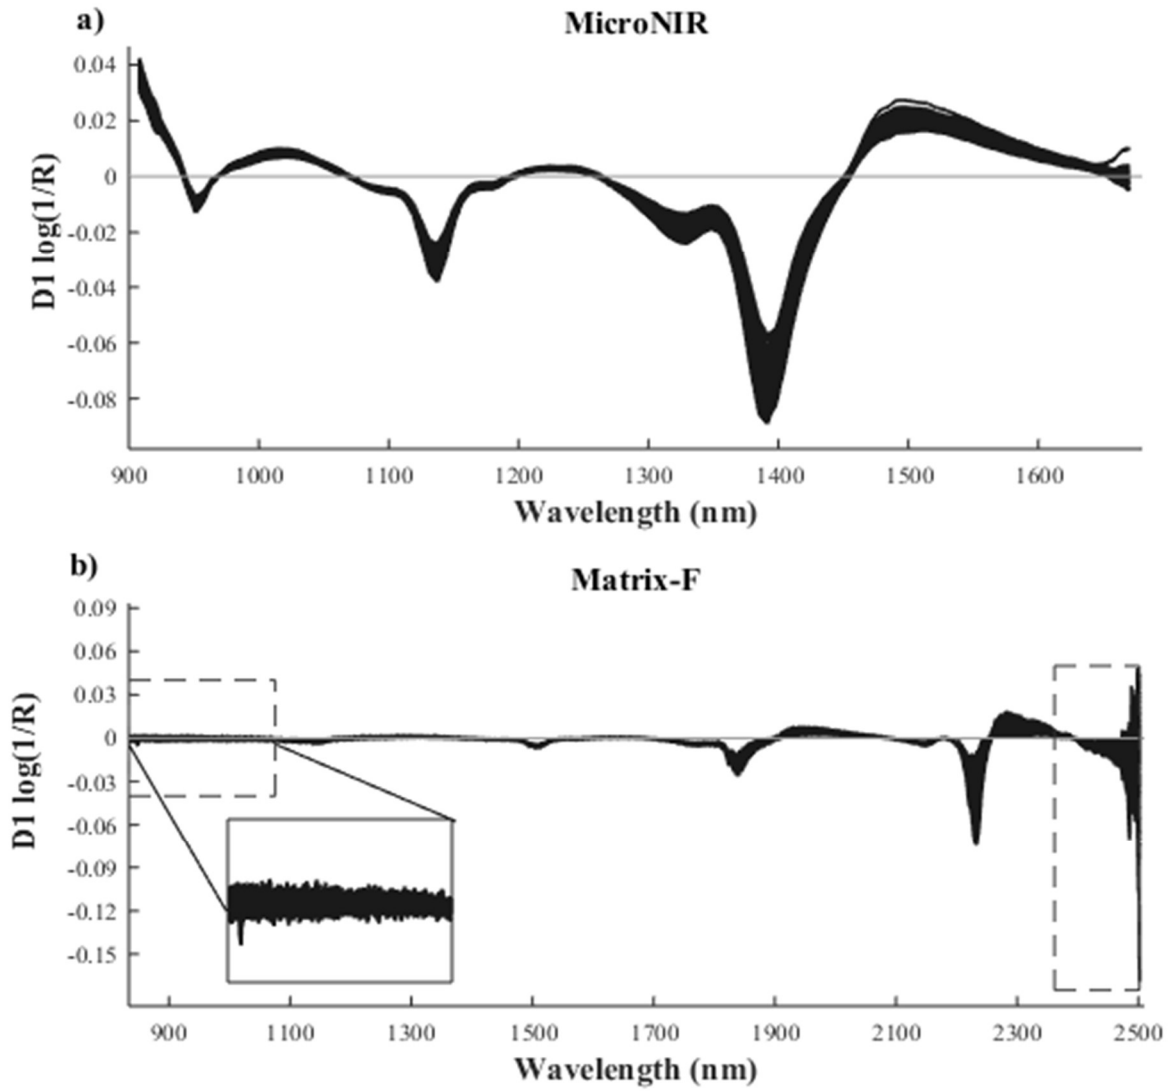 a)
MicroNIR
0.04
0.02
0
-0.02
-0.04
-0.06
-0.08
D1 log(1/R)
900 1000 1100 1200 1300 1400 1500 1600
Wavelength (nm)
b)
Matrix-F
0.09
0.06
0.03
0
-0.03
-0.06
-0.09
-0.12
-0.15
D1 log(1/R)
900 1100 1300 1500 1700 1900 2100 2300 2500
Wavelength (nm)